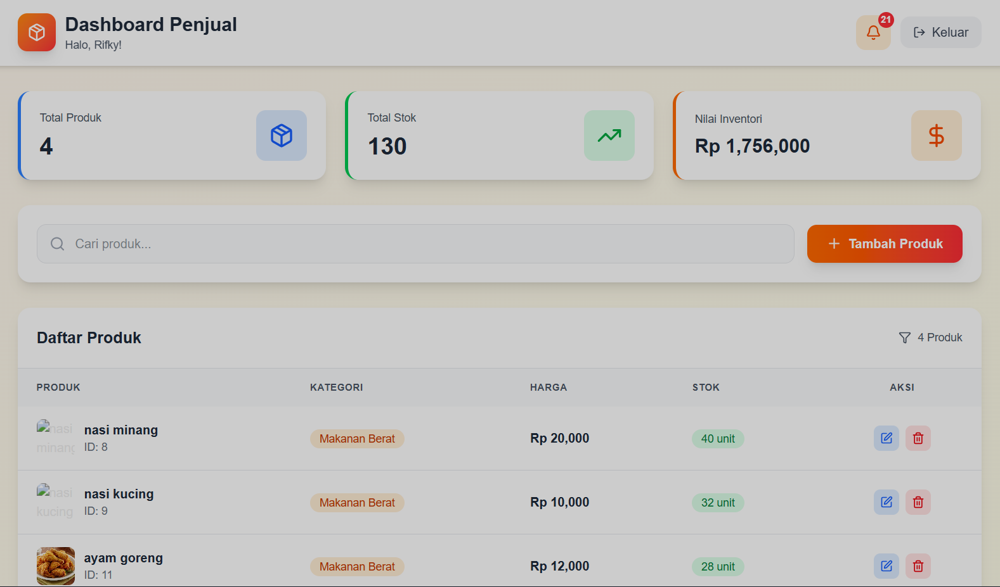 Dashboard Penjual
Halo, Rifky!
21
Keluar
Total Produk
4
Total Stok
130
Nilai Inventori
Rp 1,756,000
Cari produk...
Tambah Produk
Daftar Produk
4 Produk
PRODUK KATEGORI HARGA STOK AKSI
nasi
minang
nasi minang
ID: 8
Makanan Berat
Rp 20,000
40 unit
nasi
kucing
nasi kucing
ID: 9
Makanan Berat
Rp 10,000
32 unit
ayam goreng
ID: 11
Makanan Berat
Rp 12,000
28 unit